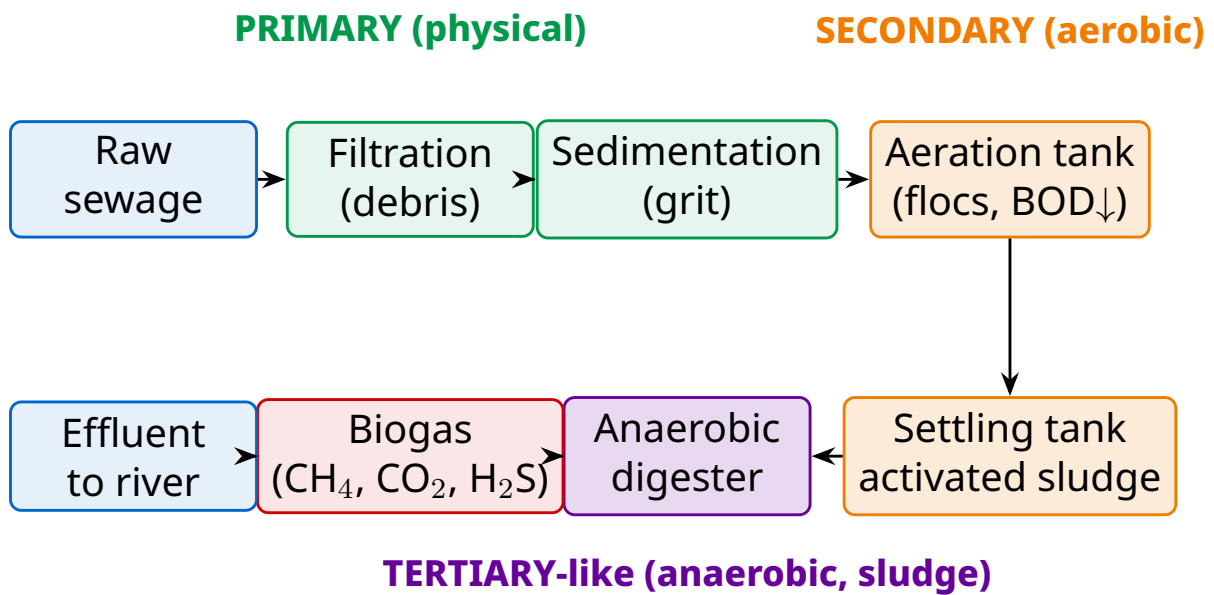 PRIMARY (physical)
SECONDARY (aerobic)
Raw
sewage
Filtration
(debris)
Sedimentation
(grit)
Aeration tank
(flocs, BOD↓)
Effluent
to river
Biogas
(CH₄, CO₂, H₂S)
Anaerobic
digester
Settling tank
activated sludge
TERTIARY-like (anaerobic, sludge)